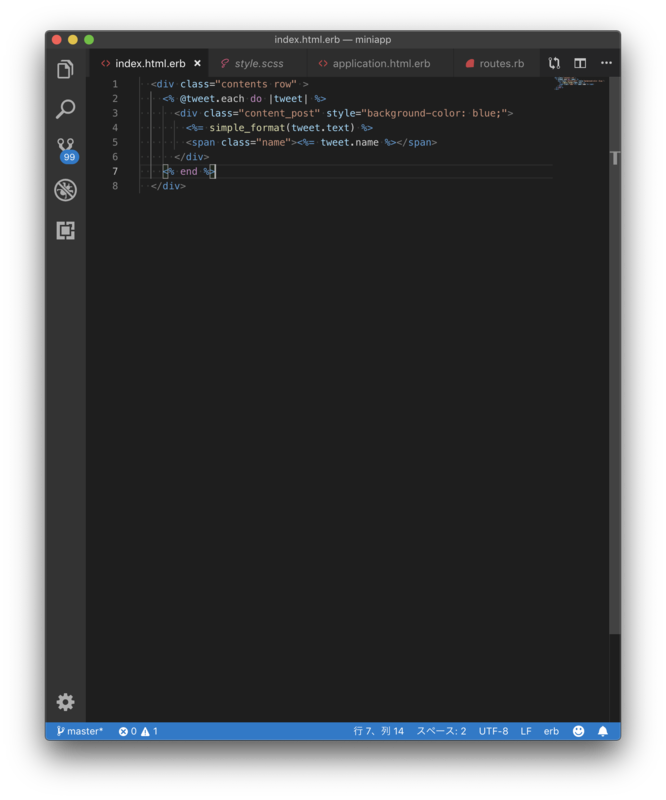 index.html.erb — miniapp
index.html.erb × style.scss application.html.erb routes.rb ···
1 <div class="contents row" >
2 <% @tweet.each do |tweet| %>
3 <div class="content_post" style="background-color: blue;">
4 <%= simple_format(tweet.text) %>
5 <span class="name"><%= tweet.name %></span>
6 </div>
7 <% end %>
8 </div>
99
T
master* 0 1 行 7、列 14 スペース: 2 UTF-8 LF erb